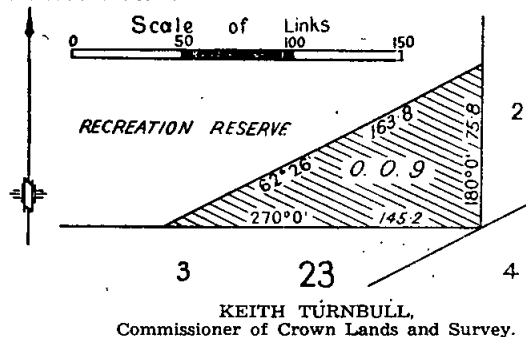 Scale of Links
0 50 100 150
RECREATION RESERVE
2
163.8
62°26'
0.0.9
180°0' 75.8
270°0' 145.2
3 23 4
KEITH TURNBULL,
Commissioner of Crown Lands and Survey.